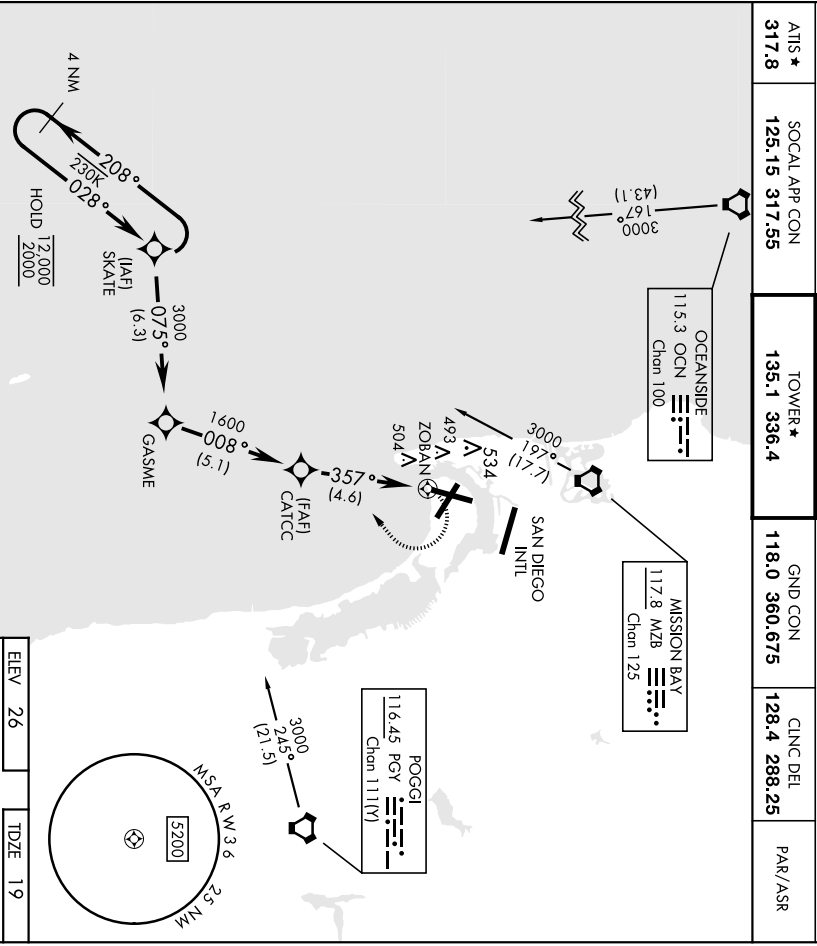 ATIS ★
317.8
SOCAL APP CON
125.15 317.55
TOWER ★
135.1 336.4
GND CON
118.0 360.675
CLNC DEL
128.4 288.25
PAR/ASR
3000
167°
(43.1)
OCEANSIDE
115.3 OCN
Chan 100
MISSION BAY
117.8 MZB
Chan 125
3000
197°
(17.7)
534
493
504
ZOBAN
SAN DIEGO
INTL
357°
(4.6)
(FAF)
CATCC
1600
008°
(5.1)
GASME
3000
075°
(6.3)
(IAF)
SKATE
4 NM
208°
230K
028°
HOLD 12,000
2000
POGGI
116.45 PGY
Chan 111(Y)
3000
245°
(21.5)
MSA RW36 25 NM
5200
ELEV 26
TDZE 19